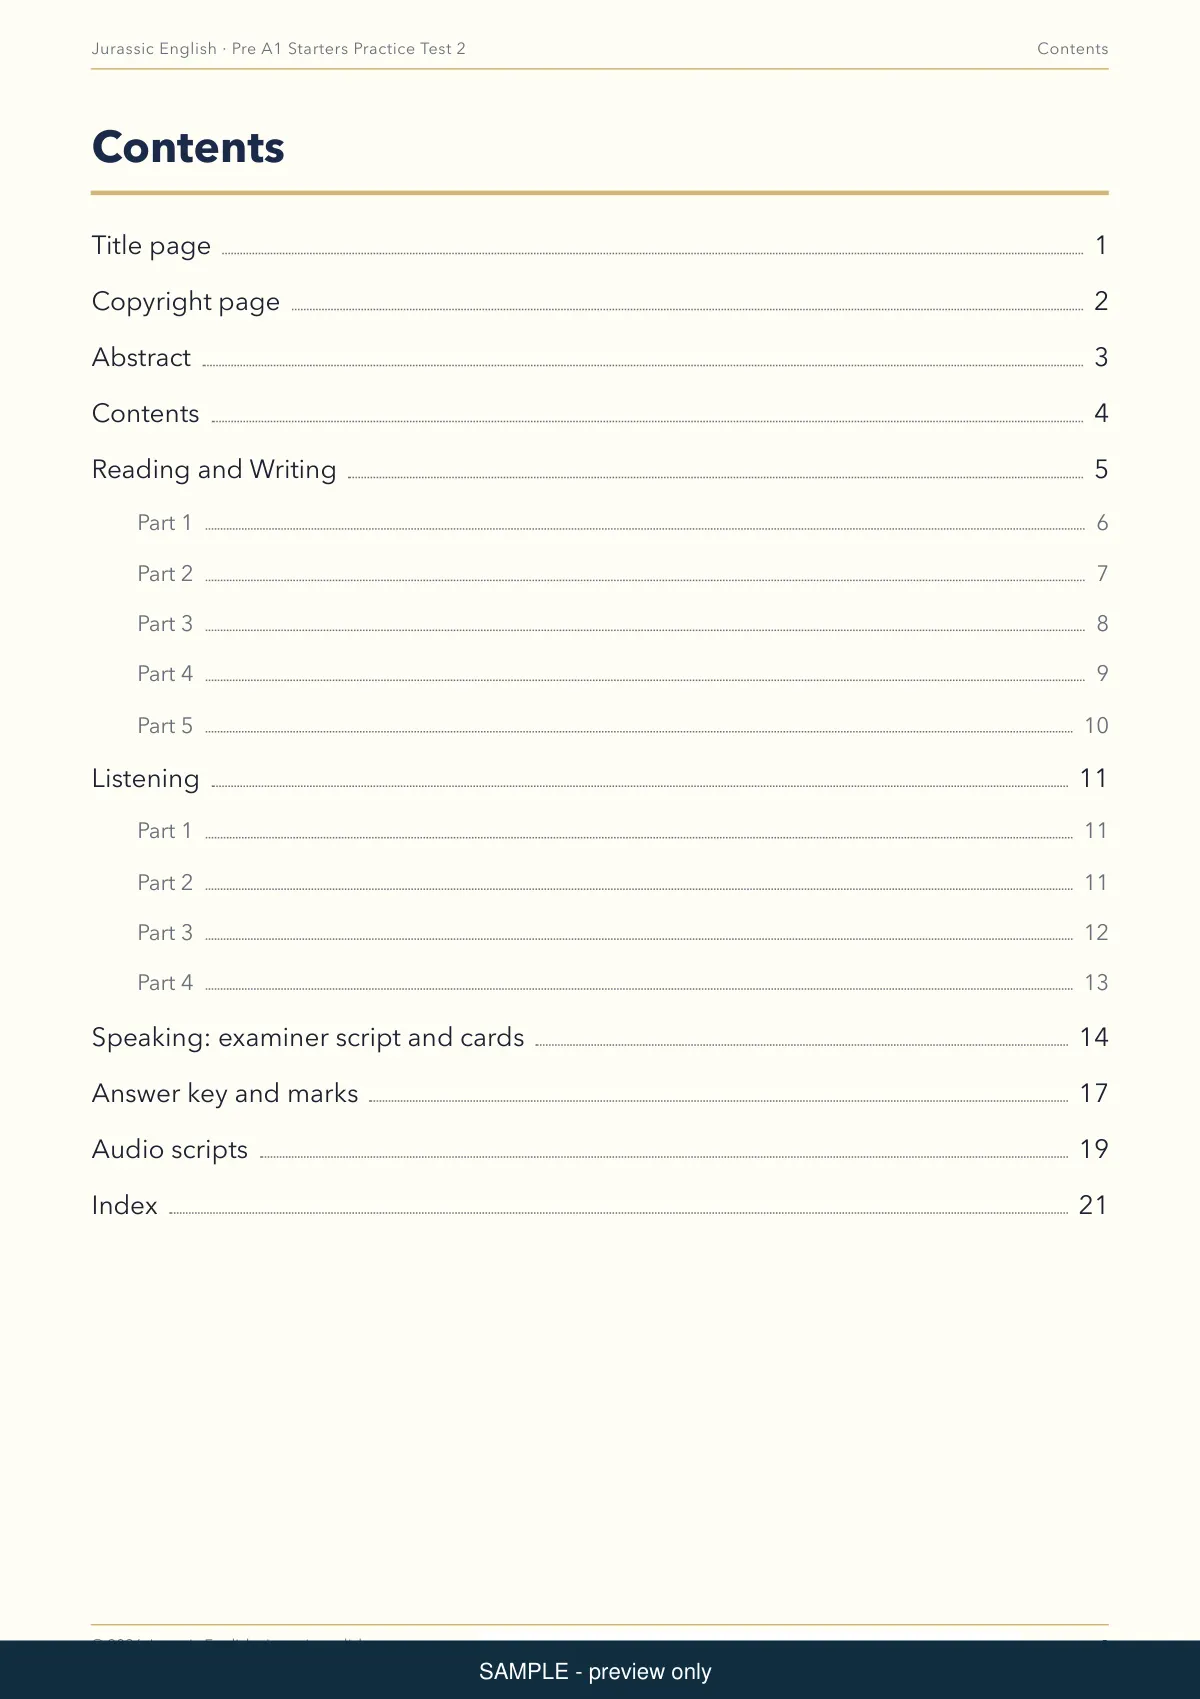 Jurassic English · Pre A1 Starters Practice Test 2 Contents
Contents
Title page 1
Copyright page 2
Abstract 3
Contents 4
Reading and Writing 5
Part 1 6
Part 2 7
Part 3 8
Part 4 9
Part 5 10
Listening 11
Part 1 11
Part 2 11
Part 3 12
Part 4 13
Speaking: examiner script and cards 14
Answer key and marks 17
Audio scripts 19
Index 21
SAMPLE - preview only